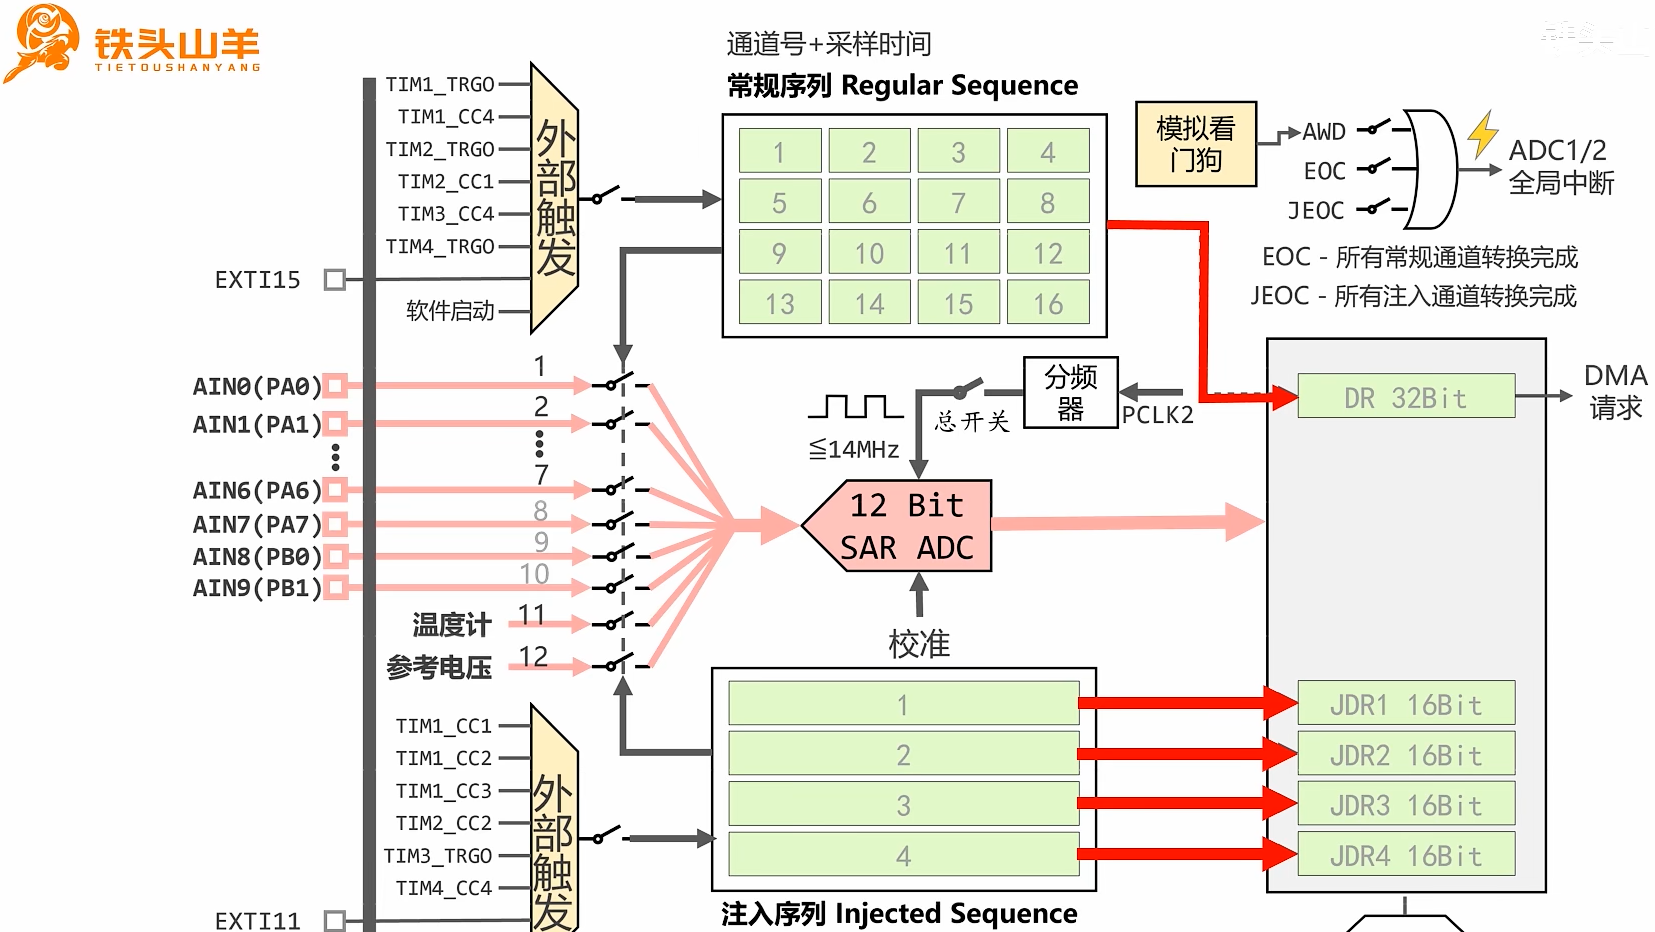 铁头山羊
TIETOUSHANYANG
通道号+采样时间
常规序列 Regular Sequence
TIM1_TRGO
TIM1_CC4
TIM2_TRGO
TIM2_CC1
TIM3_CC4
TIM4_TRGO
EXTI15
软件启动
外部触发
1 2 3 4
5 6 7 8
9 10 11 12
13 14 15 16
模拟看
门狗
AWD
EOC
JEOC
ADC1/2
全局中断
EOC - 所有常规通道转换完成
JEOC - 所有注入通道转换完成
AIN0(PA0) 1
AIN1(PA1) 2
AIN6(PA6) 7
AIN7(PA7) 8
AIN8(PB0) 9
AIN9(PB1) 10
温度计 11
参考电压 12
≦14MHz
总开关
分频
器
PCLK2
12 Bit
SAR ADC
校准
DR 32Bit
DMA
请求
1
2
3
4
JDR1 16Bit
JDR2 16Bit
JDR3 16Bit
JDR4 16Bit
TIM1_CC1
TIM1_CC2
TIM1_CC3
TIM2_CC2
TIM3_TRGO
TIM4_CC4
EXTI11
外部触发
注入序列 Injected Sequence